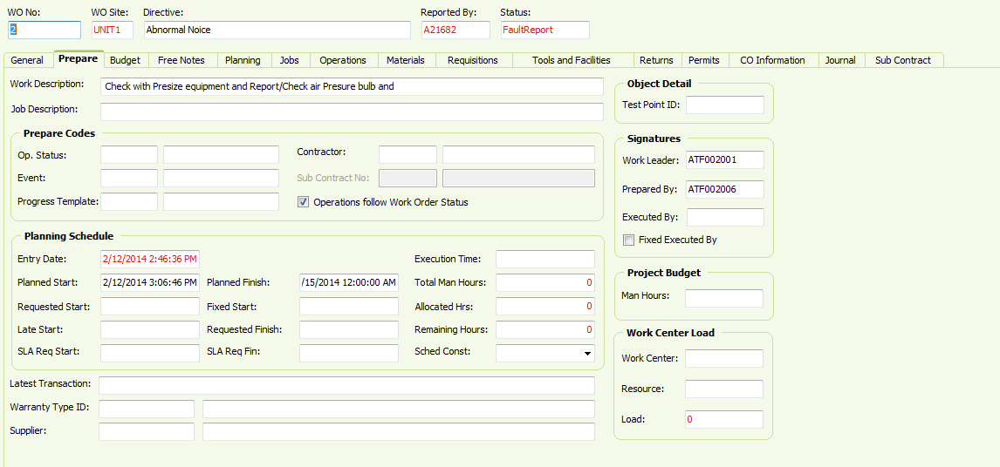 WO No: WO Site: Directive: Reported By: Status:
2 UNIT1 Abnormal Noice A21682 FaultReport
General Prepare Budget Free Notes Planning Jobs Operations Materials Requisitions Tools and Facilities Returns Permits CO Information Journal Sub Contract
Work Description: Check with Presize equipment and Report/Check air Presure bulb and
Job Description:
Prepare Codes
Op. Status: Contractor:
Event: Sub Contract No:
Progress Template: Operations follow Work Order Status
Planning Schedule
Entry Date: 2/12/2014 2:46:36 PM Execution Time:
Planned Start: 2/12/2014 3:06:46 PM Planned Finish: /15/2014 12:00:00 AM Total Man Hours: 0
Requested Start: Fixed Start: Allocated Hrs: 0
Late Start: Requested Finish: Remaining Hours: 0
SLA Req Start: SLA Req Fin: Sched Const:
Latest Transaction:
Warranty Type ID:
Supplier:
Object Detail
Test Point ID:
Signatures
Work Leader: ATF002001
Prepared By: ATF002006
Executed By:
Fixed Executed By
Project Budget
Man Hours:
Work Center Load
Work Center:
Resource:
Load: 0